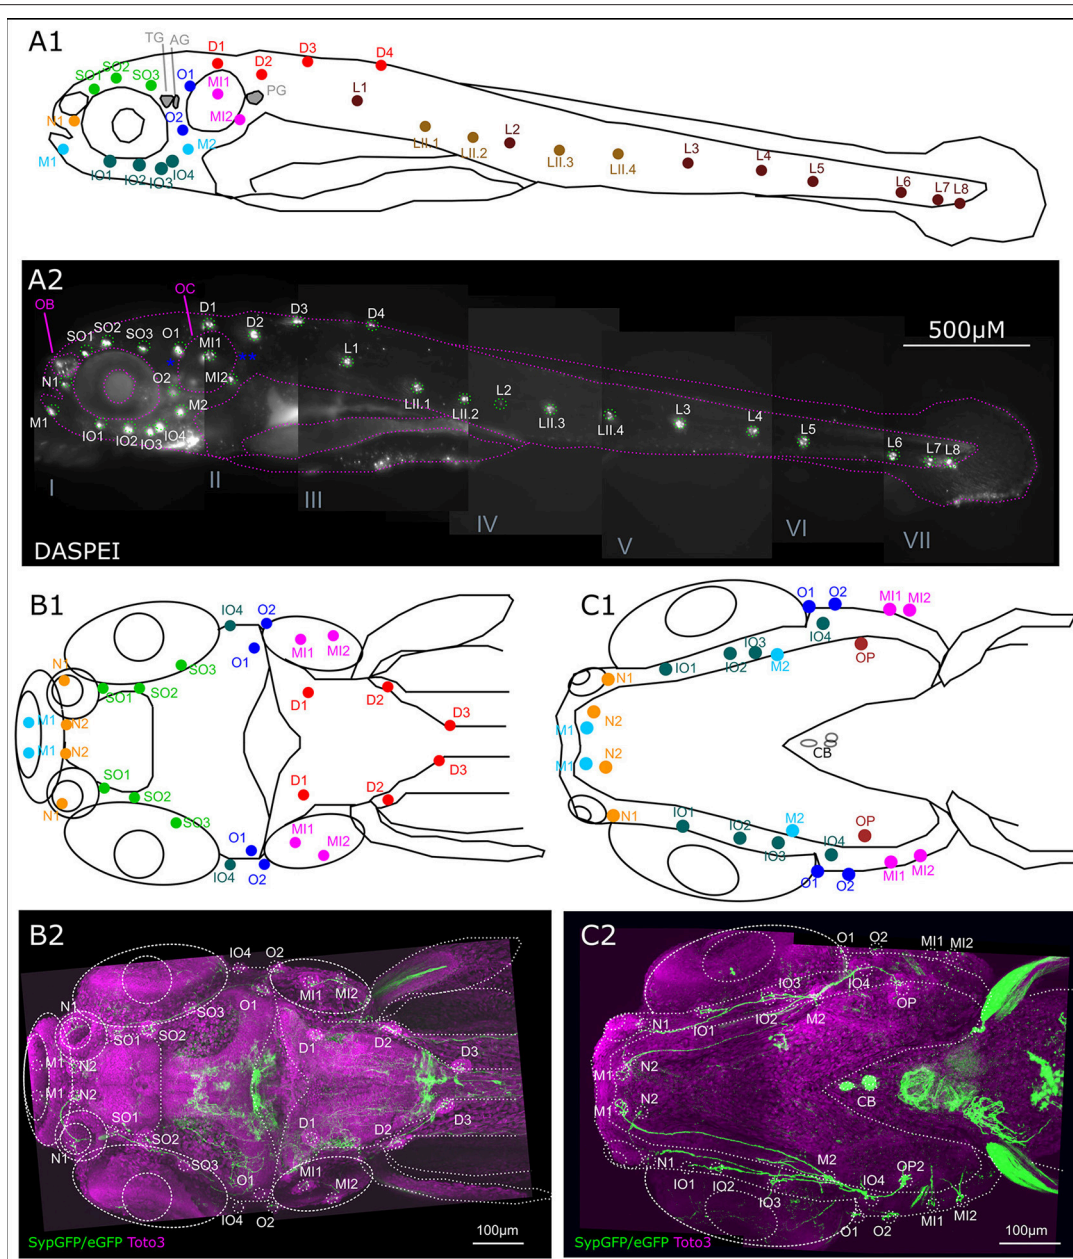 A1
TG AG D1 D3
D2 D4
SO1 SO2 SO3 O1 MI1 PG L1
N1 O2 MI2
M1 M2 LII.1 LII.2 L2 LII.3 LII.4 L3 L4 L5 L6 L7 L8
IO1 IO2 IO3 IO4
A2
OB OC D1 D2 D3 D4
500µM
SO1 SO2 SO3 O1 MI1 L1
N1 O2 MI2
M1 M2 LII.1 LII.2 L2 LII.3 LII.4 L3 L4 L5 L6 L7 L8
IO1 IO2 IO3 IO4
* **
I II III IV V VI VII
DASPEI
B1
IO4 O2
O1 MI1 MI2
N1 SO3
SO1 SO2 D1 D2
M1 N2 D3
M1 N2
SO1 D3
SO2 D1 D2
N1 SO3 MI1
O1 MI2
IO4 O2
C1
O1 O2 MI1 MI2
IO4
IO3
IO1 IO2 M2 OP
N1
N2
M1
CB
N2
M1
N1 M2 OP
IO1 IO2 IO4
IO3 MI1 MI2
O1 O2
B2
IO4 O2
MI1 MI2
SO3 O1
N1 SO1 SO2 D1 D2
D3
M1 N2
M1 N2
SO1 D1 D3
SO2 D2
N1 SO3 MI1
O1 MI2
IO4 O2
SypGFP/eGFP Toto3
100µm
C2
O1 O2 MI1 MI2
IO3 IO4
OP
N1 IO1 IO2 M2
M1 N2
CB
M1 N2
N1 M2
IO1 IO2 IO3 IO4 OP2
O1 O2 MI1 MI2
SypGFP/eGFP Toto3
100µm